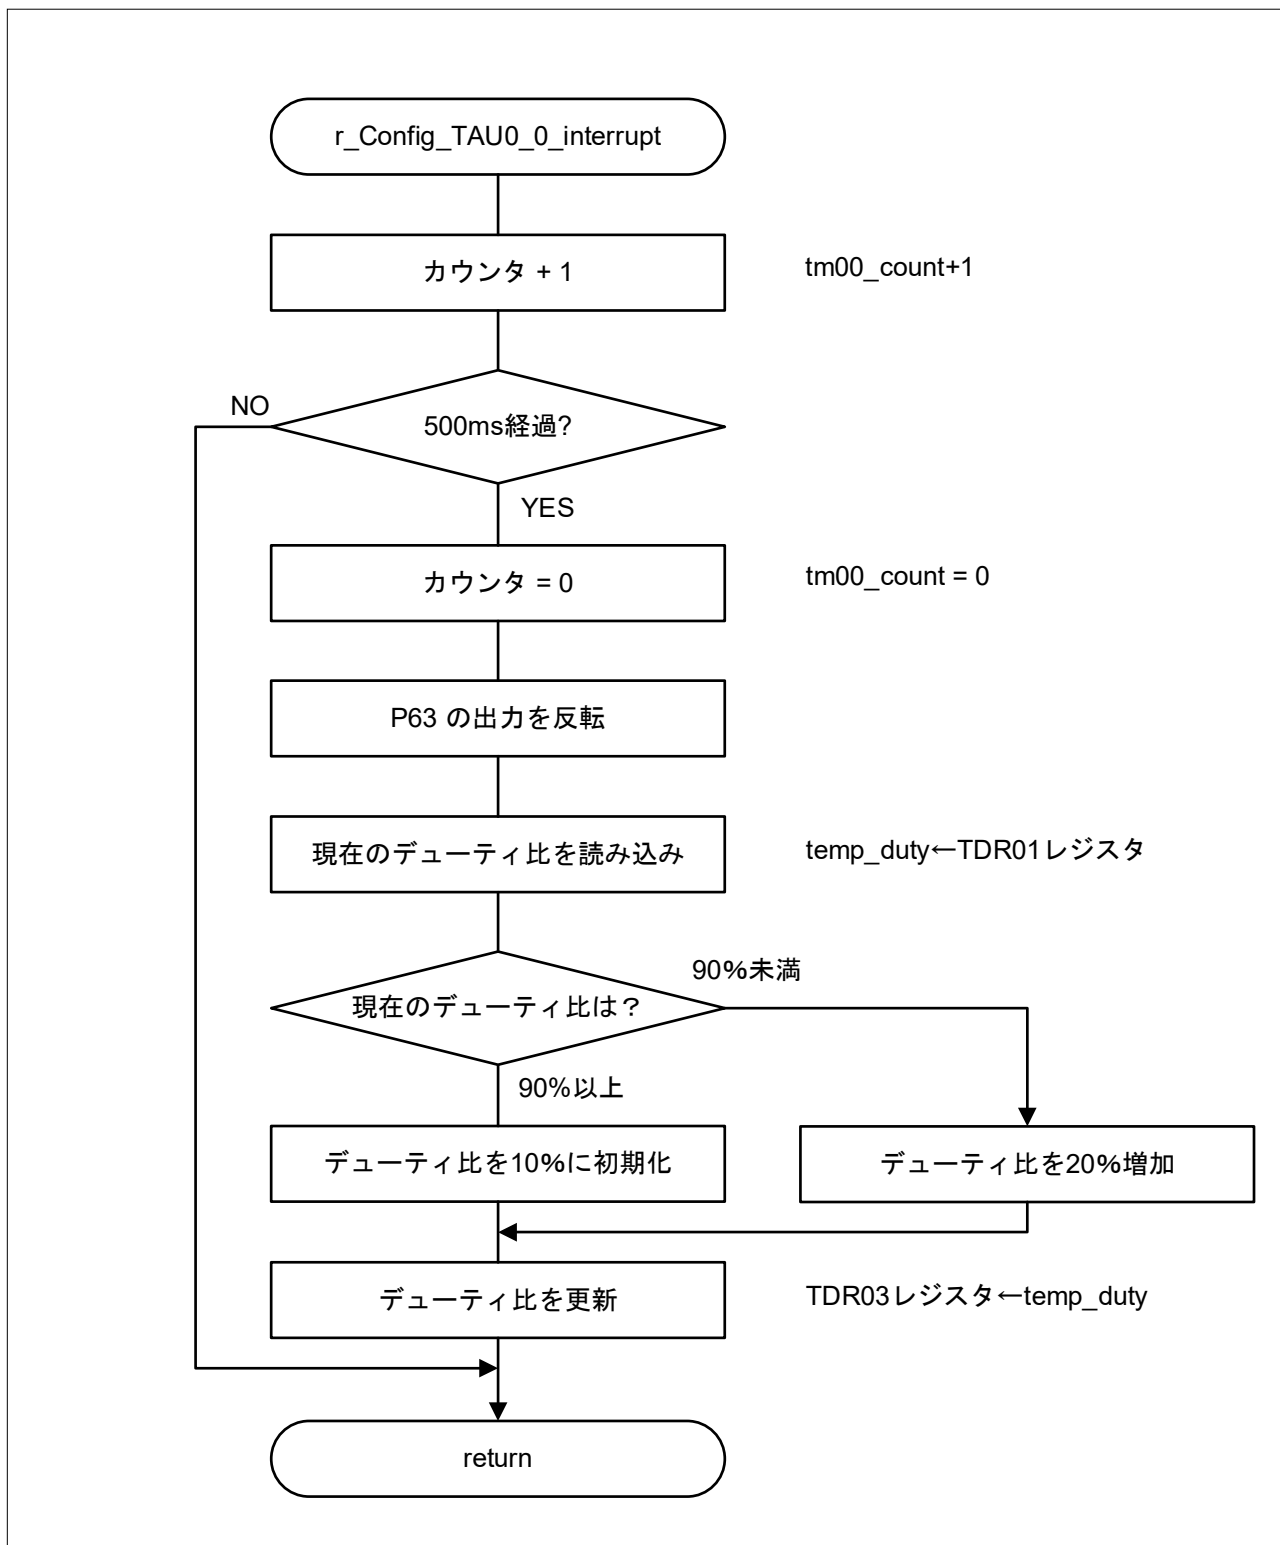 r_Config_TAU0_0_interrupt
カウンタ + 1
tm00_count+1
NO
500ms経過?
YES
カウンタ = 0
tm00_count = 0
P63 の出力を反転
現在のデューティ比を読み込み
temp_duty←TDR01レジスタ
90%未満
現在のデューティ比は？
90%以上
デューティ比を10%に初期化
デューティ比を20%増加
デューティ比を更新
TDR03レジスタ←temp_duty
return